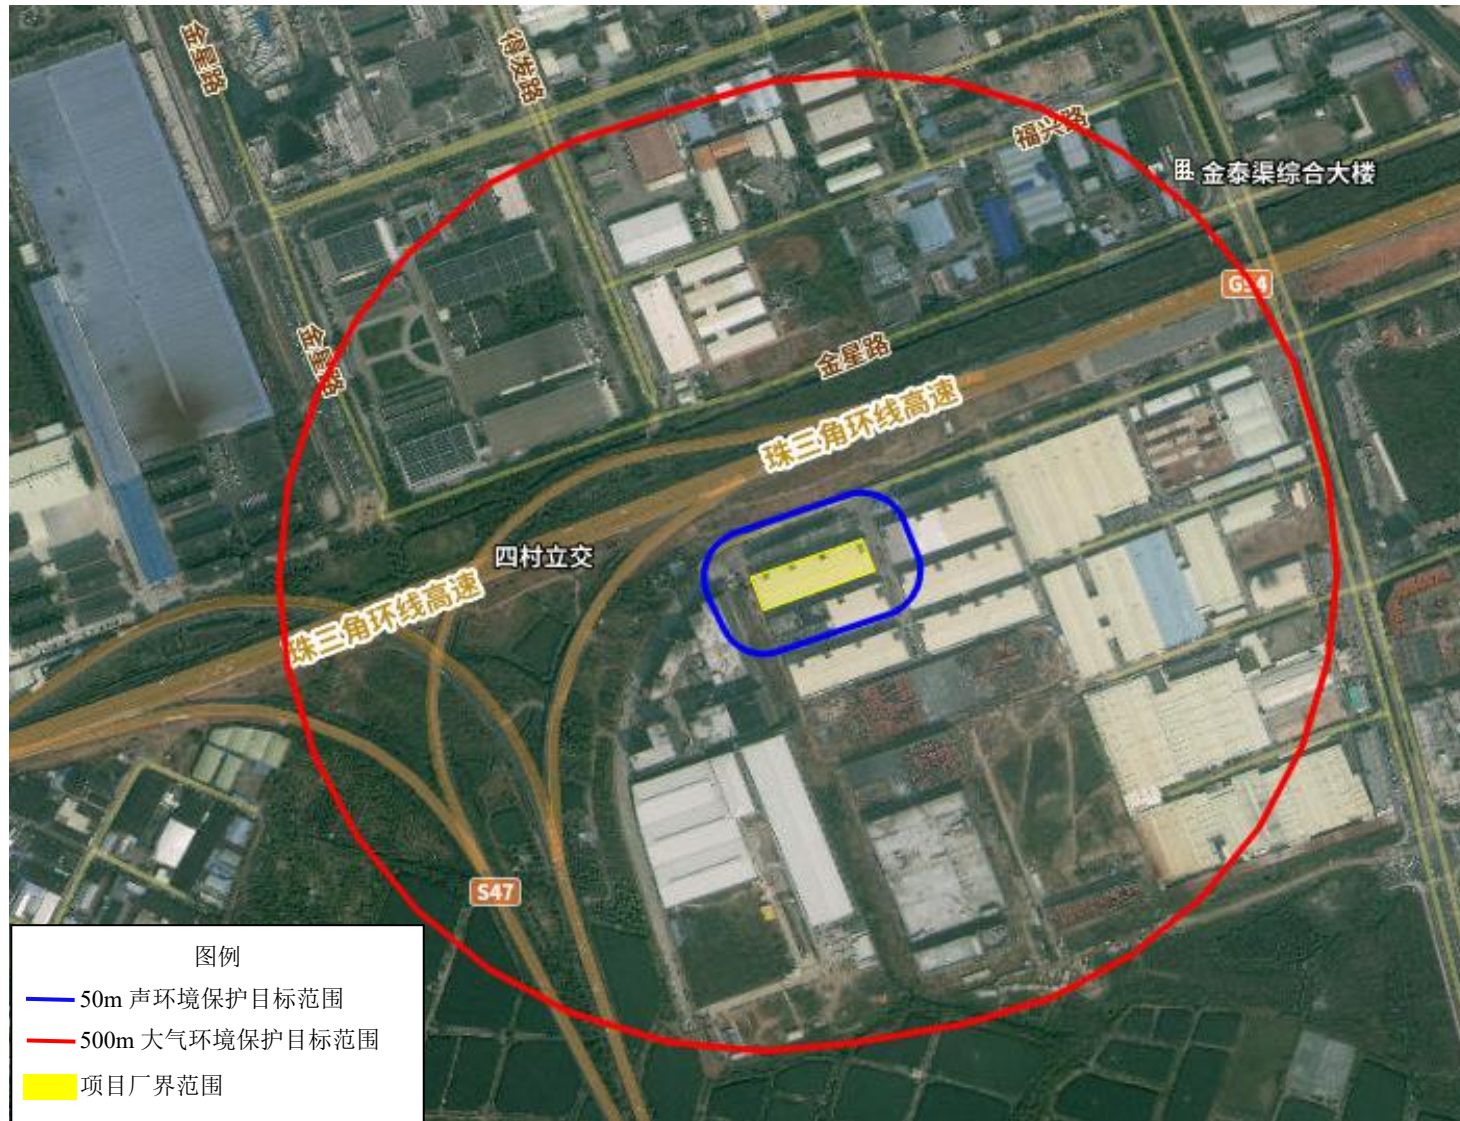 金星路
得发路
福兴路
金泰渠综合大楼
G94
金星路
金星路
珠三角环线高速
四村立交
珠三角环线高速
S47
图例
50m 声环境保护目标范围
500m 大气环境保护目标范围
项目厂界范围